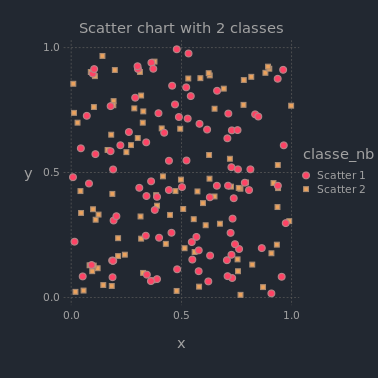 Scatter chart with 2 classes
1.0
0.5
0.0
y
0.0
0.5
1.0
x
classe_nb
Scatter 1
Scatter 2